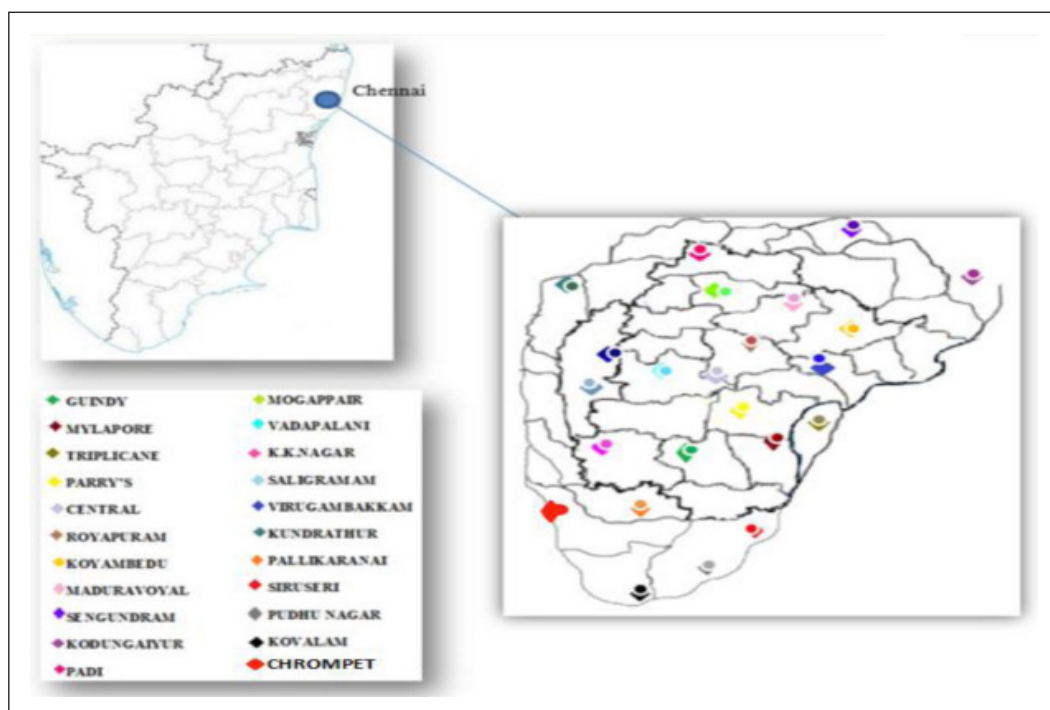 Chennai
GUINDY
MYLAPORE
TRIPLICANE
PARRY'S
CENTRAL
ROYAPURAM
KOYAMBEDU
MADURAVOYAL
SENGUNDRAM
KODUNGAIYUR
PADI
MOGAPPAIR
VADAPALANI
K.K.NAGAR
SALIGRAMAM
VIRUGAMBAKKAM
KUNDRATHUR
PALLIKARANAI
SIRUSERI
PUDHU NAGAR
KOVALAM
CHROMPET